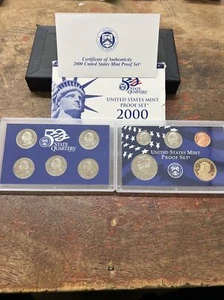 Certificate of Authenticity
2000 United States Mint Proof Set
50
STATE
QUARTERS
UNITED STATES MINT
PROOF SET
2000
50
STATE
QUARTERS
UNITED STATES MINT
PROOF SET